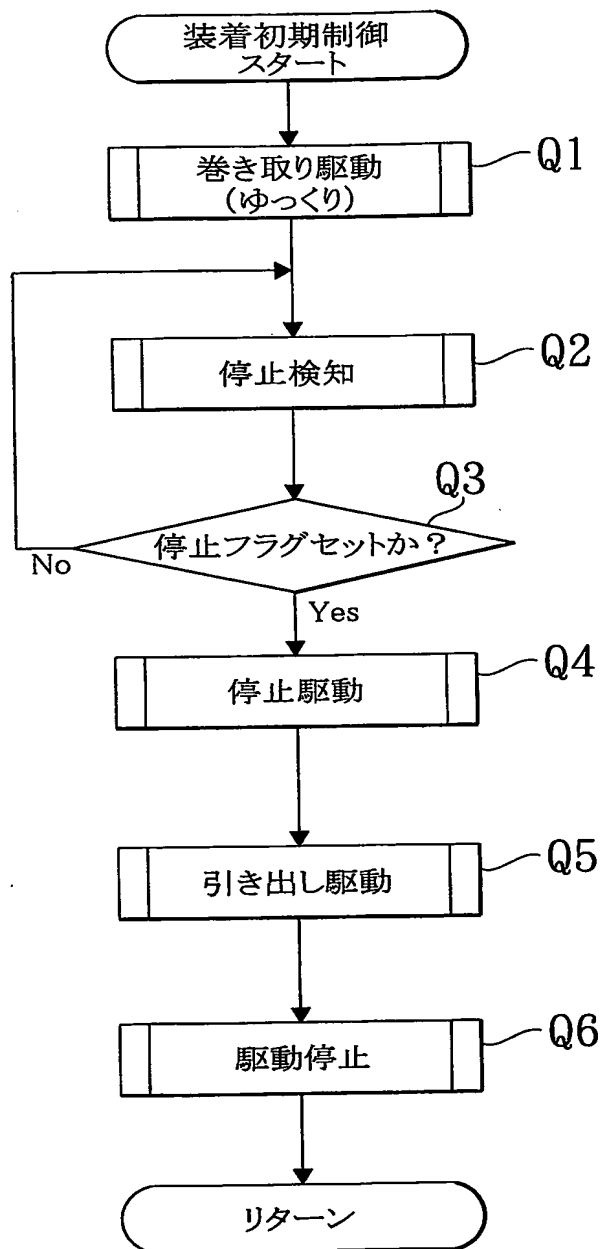 装着初期制御
スタート
巻き取り駆動
(ゆっくり)
Q1
停止検知
Q2
Q3
停止フラグセットか？
No
Yes
停止駆動
Q4
引き出し駆動
Q5
駆動停止
Q6
リターン